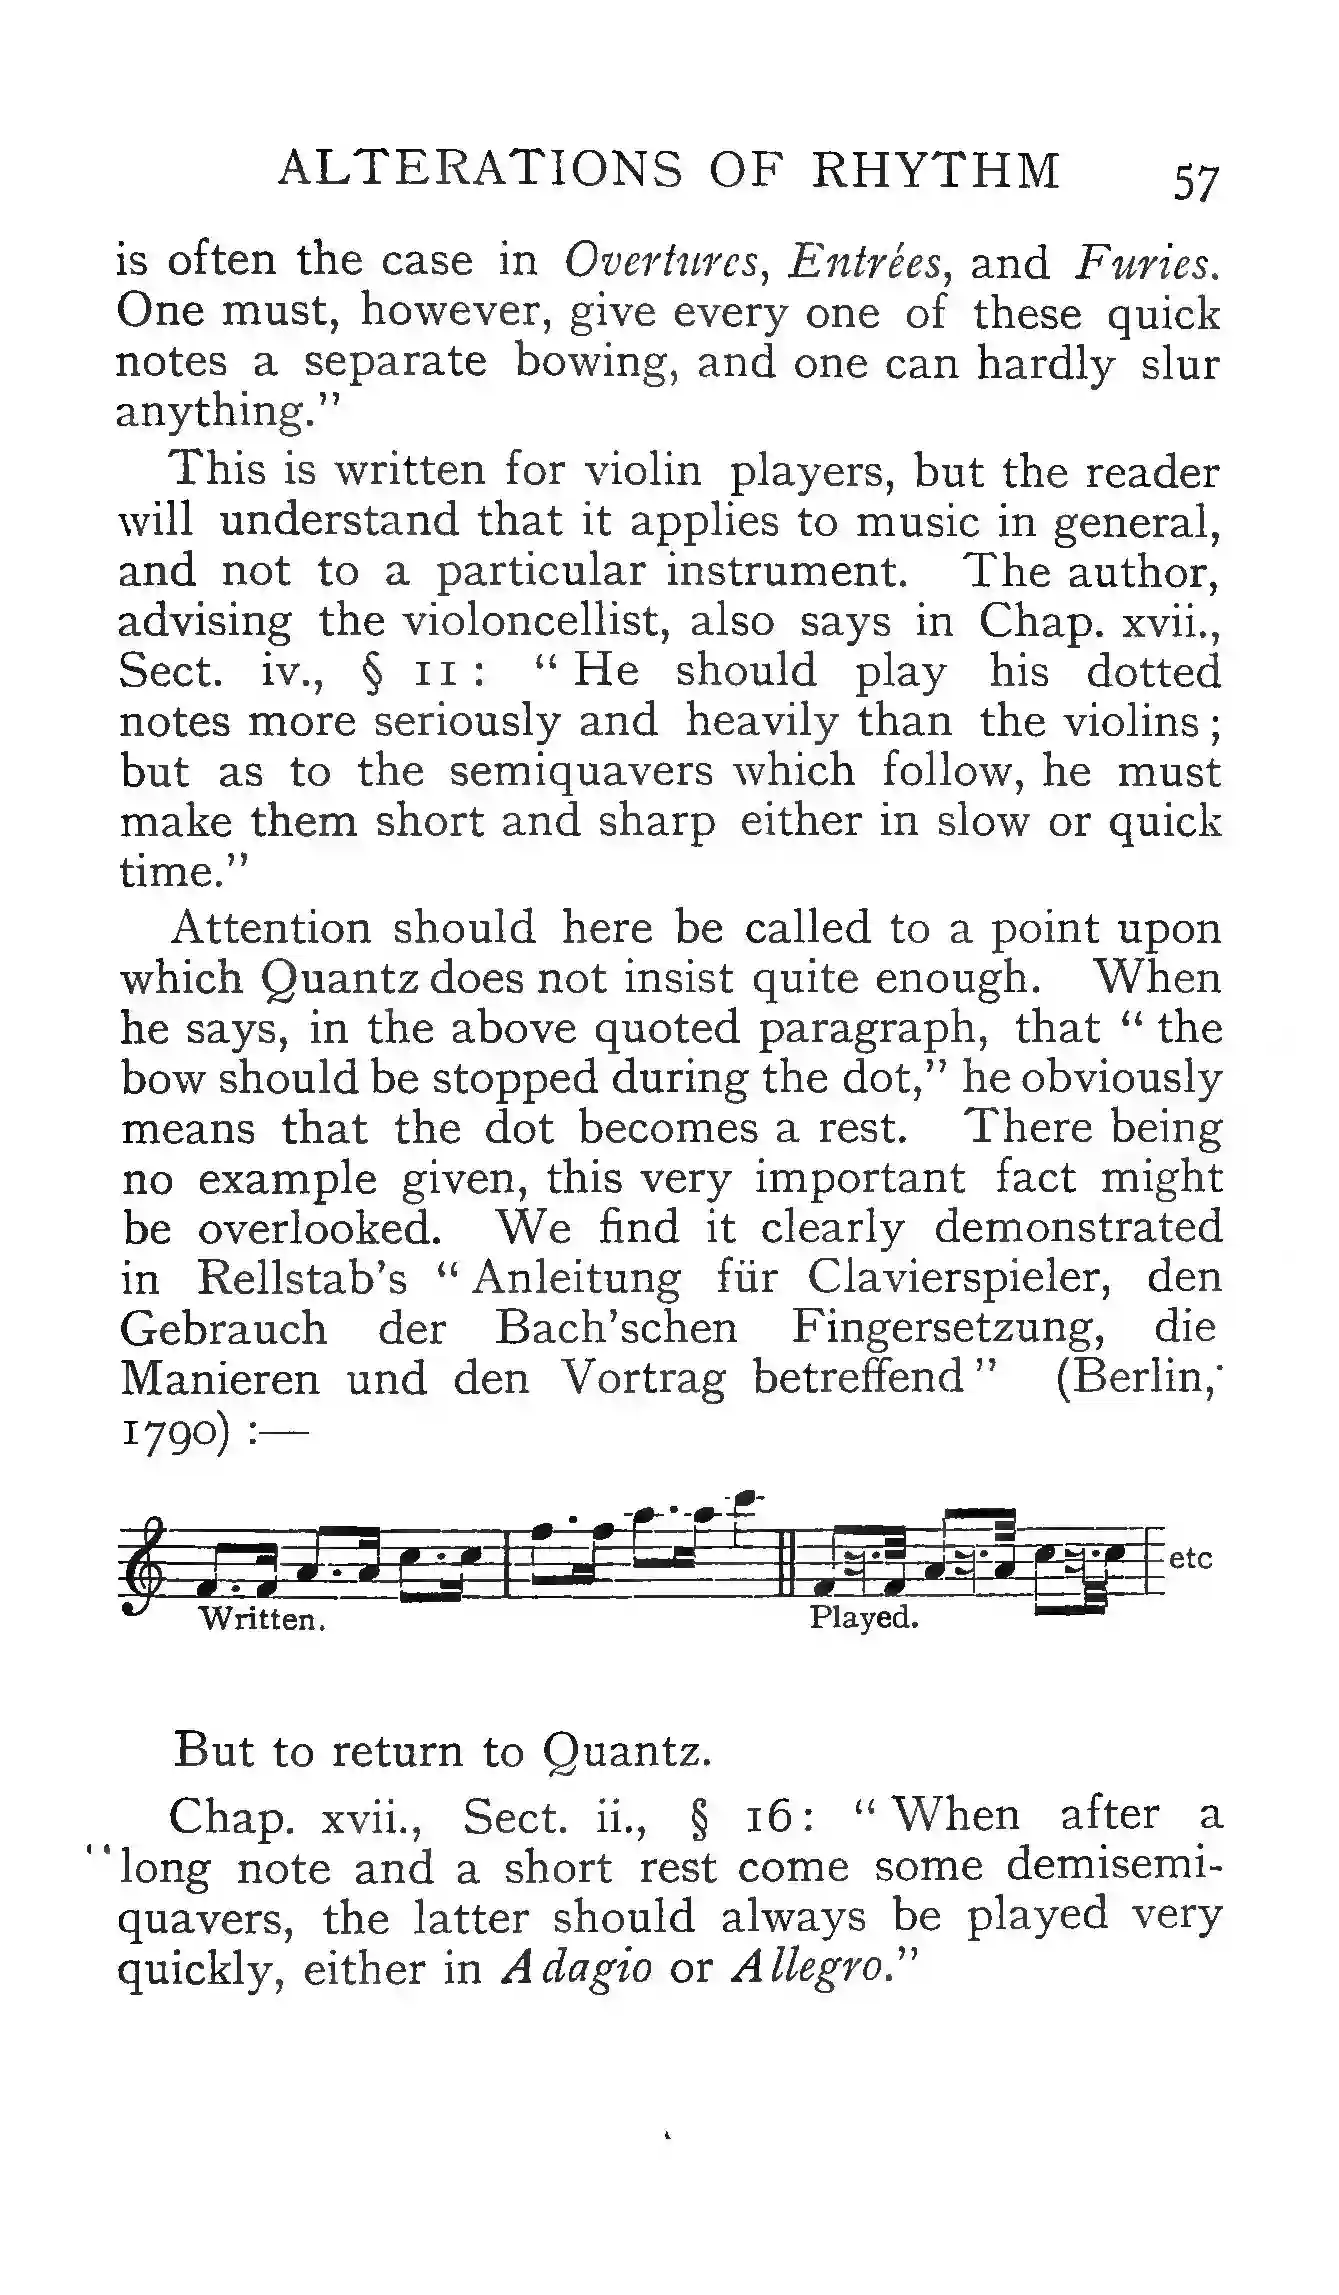 ALTERATIONS OF RHYTHM 57
is often the case in Overtures, Entrées, and Furies.
One must, however, give every one of these quick
notes a separate bowing, and one can hardly slur
anything.”
This is written for violin players, but the reader
will understand that it applies to music in general,
and not to a particular instrument. The author,
advising the violoncellist, also says in Chap. xvii.,
Sect. iv., § 11 : “ He should play his dotted
notes more seriously and heavily than the violins ;
but as to the semiquavers which follow, he must
make them short and sharp either in slow or quick
time.”
Attention should here be called to a point upon
which Quantz does not insist quite enough. When
he says, in the above quoted paragraph, that “ the
bow should be stopped during the dot,” he obviously
means that the dot becomes a rest. There being
no example given, this very important fact might
be overlooked. We find it clearly demonstrated
in Rellstab’s “ Anleitung für Clavierspieler, den
Gebrauch der Bach’schen Fingersetzung, die
Manieren und den Vortrag betreffend ” (Berlin,
1790) :—
etc
Written. Played.
But to return to Quantz.
Chap. xvii., Sect. ii., § 16 : “ When after a
long note and a short rest come some demisemi-
quavers, the latter should always be played very
quickly, either in Adagio or Allegro.”